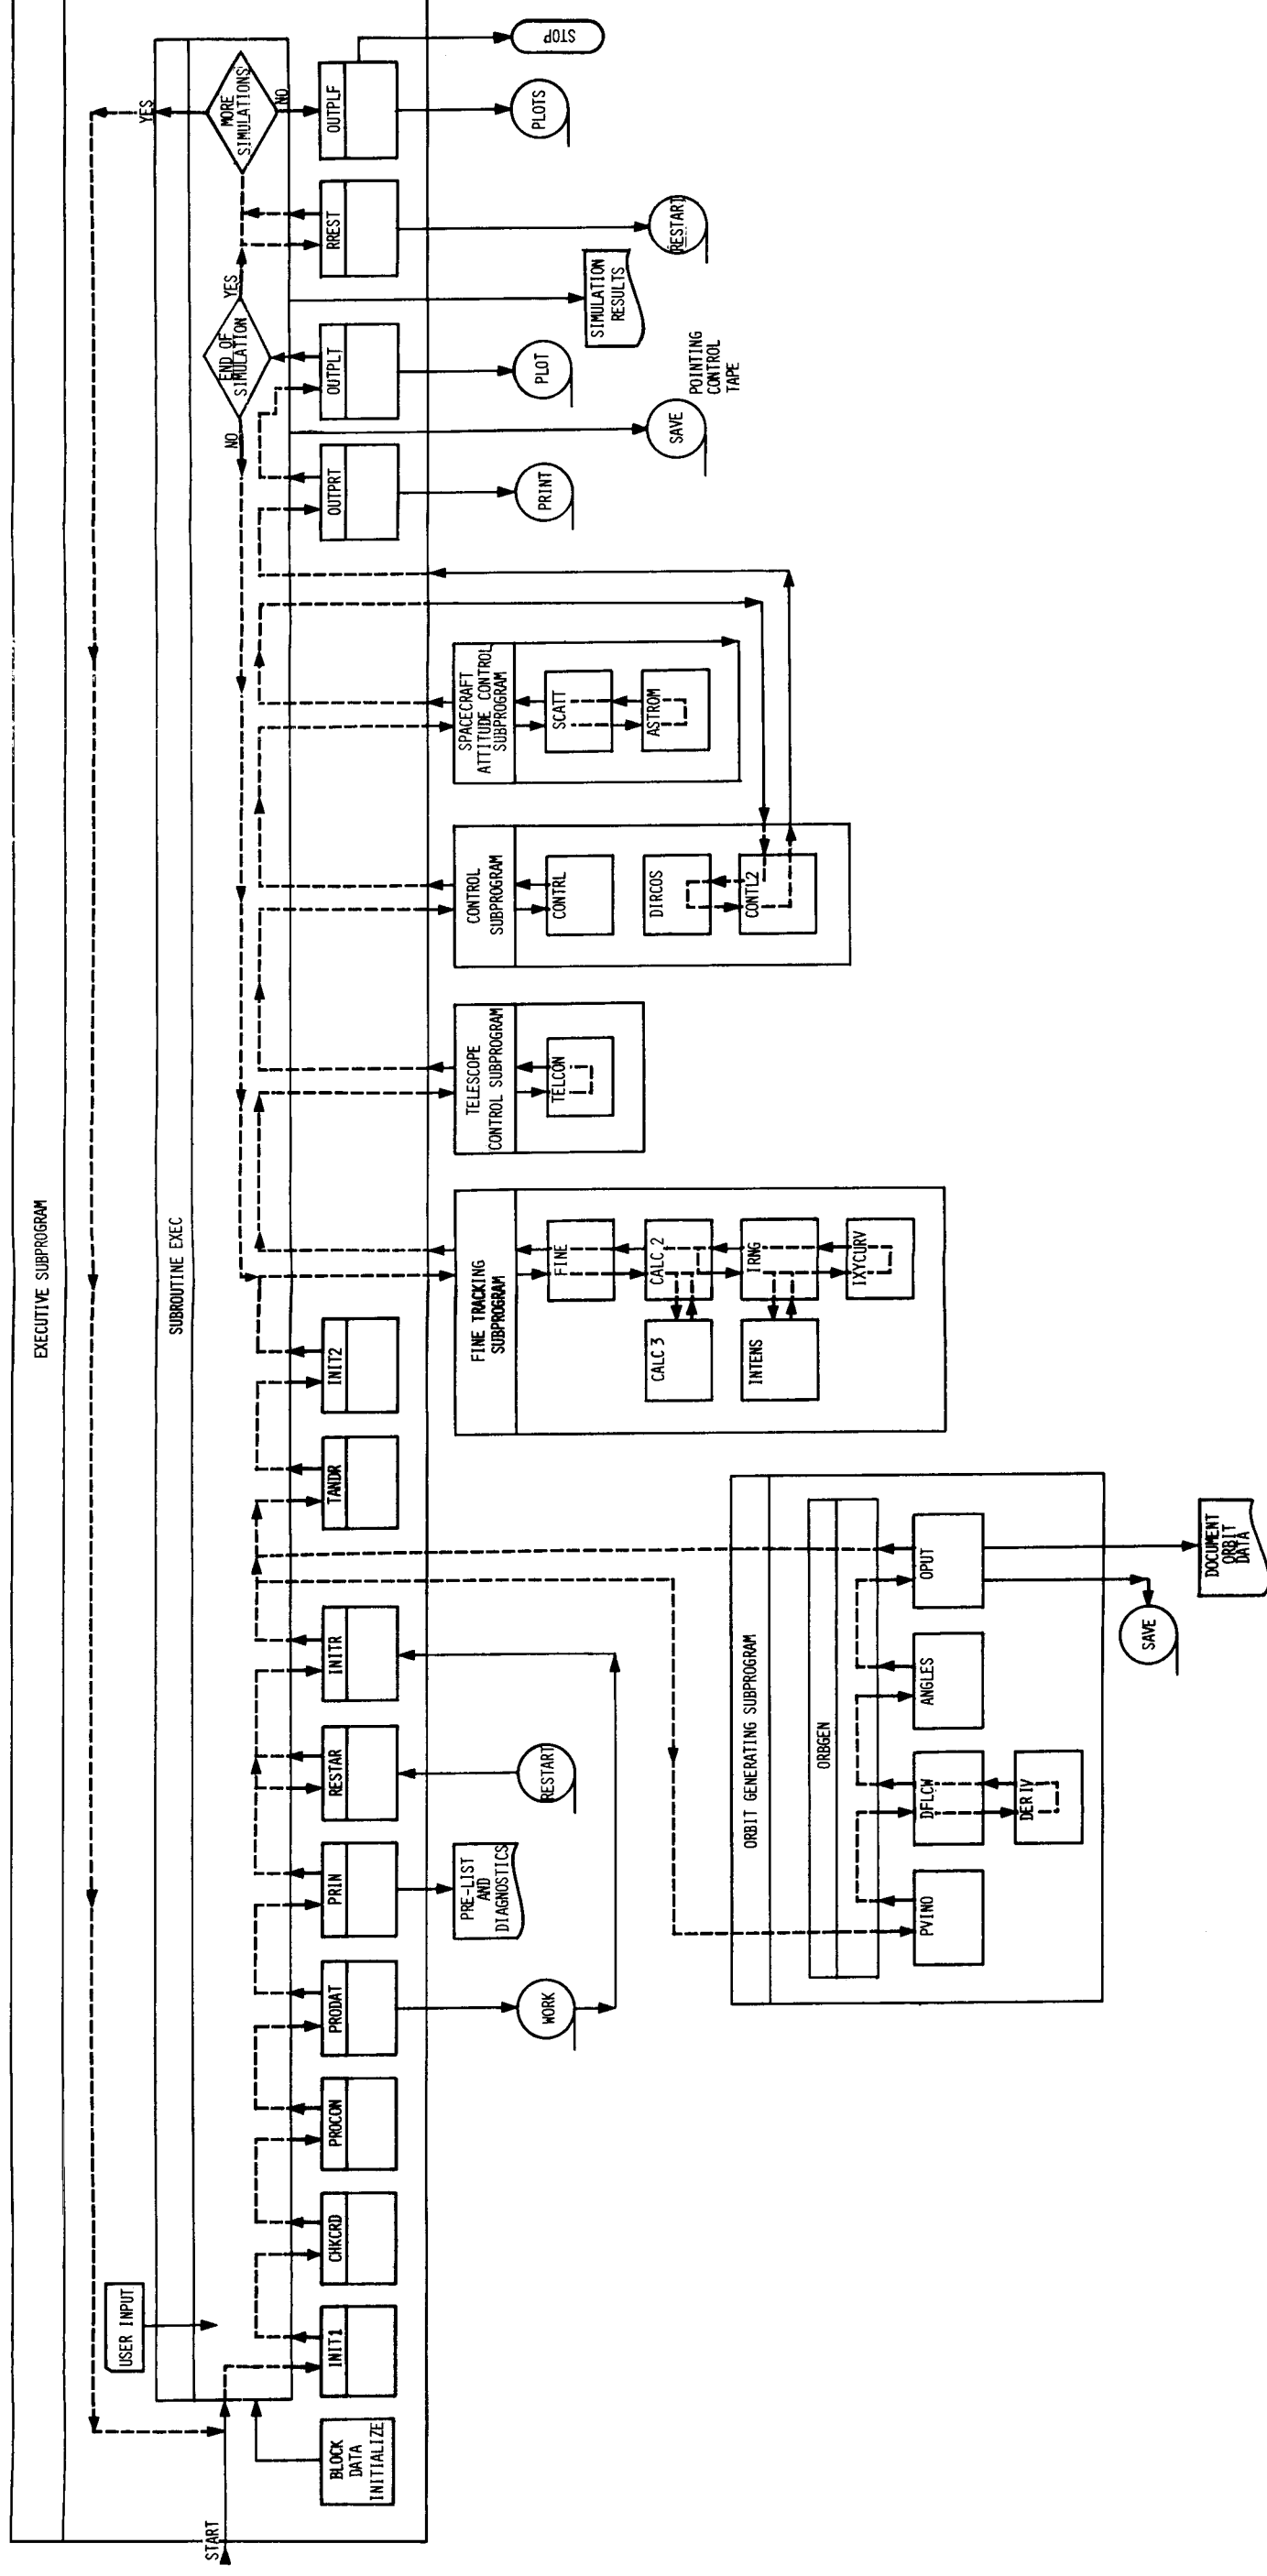 EXECUTIVE SUBPROGRAM
SUBROUTINE EXEC
USER INPUT
START
BLOCK
DATA
INITIALIZE
INIT1
CHKCRD
PROCON
PRODAT
PRIN
RESTAR
INITR
TANDR
INIT2
OUTPRT
OUTPLT
RREST
OUTPLF
NO
END OF
SIMULATION
YES
MORE
SIMULATIONS
YES
NO
STOP
WORK
PRE-LIST
AND
DIAGNOSTICS
RESTART
FINE TRACKING
SUBPROGRAM
FINE
CALC 2
CALC 3
IRNG
INTENS
IXYCURV
TELESCOPE
CONTROL SUBPROGRAM
TELCON
CONTROL
SUBPROGRAM
CONTRL
DIRCOS
CONTL2
SPACECRAFT
ATTITUDE CONTROL
SUBPROGRAM
SCATT
ASTROM
PRINT
SAVE
POINTING
CONTROL
TAPE
PLOT
SIMULATION
RESULTS
RESTART
PLOTS
ORBIT GENERATING SUBPROGRAM
ORBGEN
PVINO
DFLCW
DERIV
ANGLES
OPUT
SAVE
DOCUMENT
ORBIT
DATA